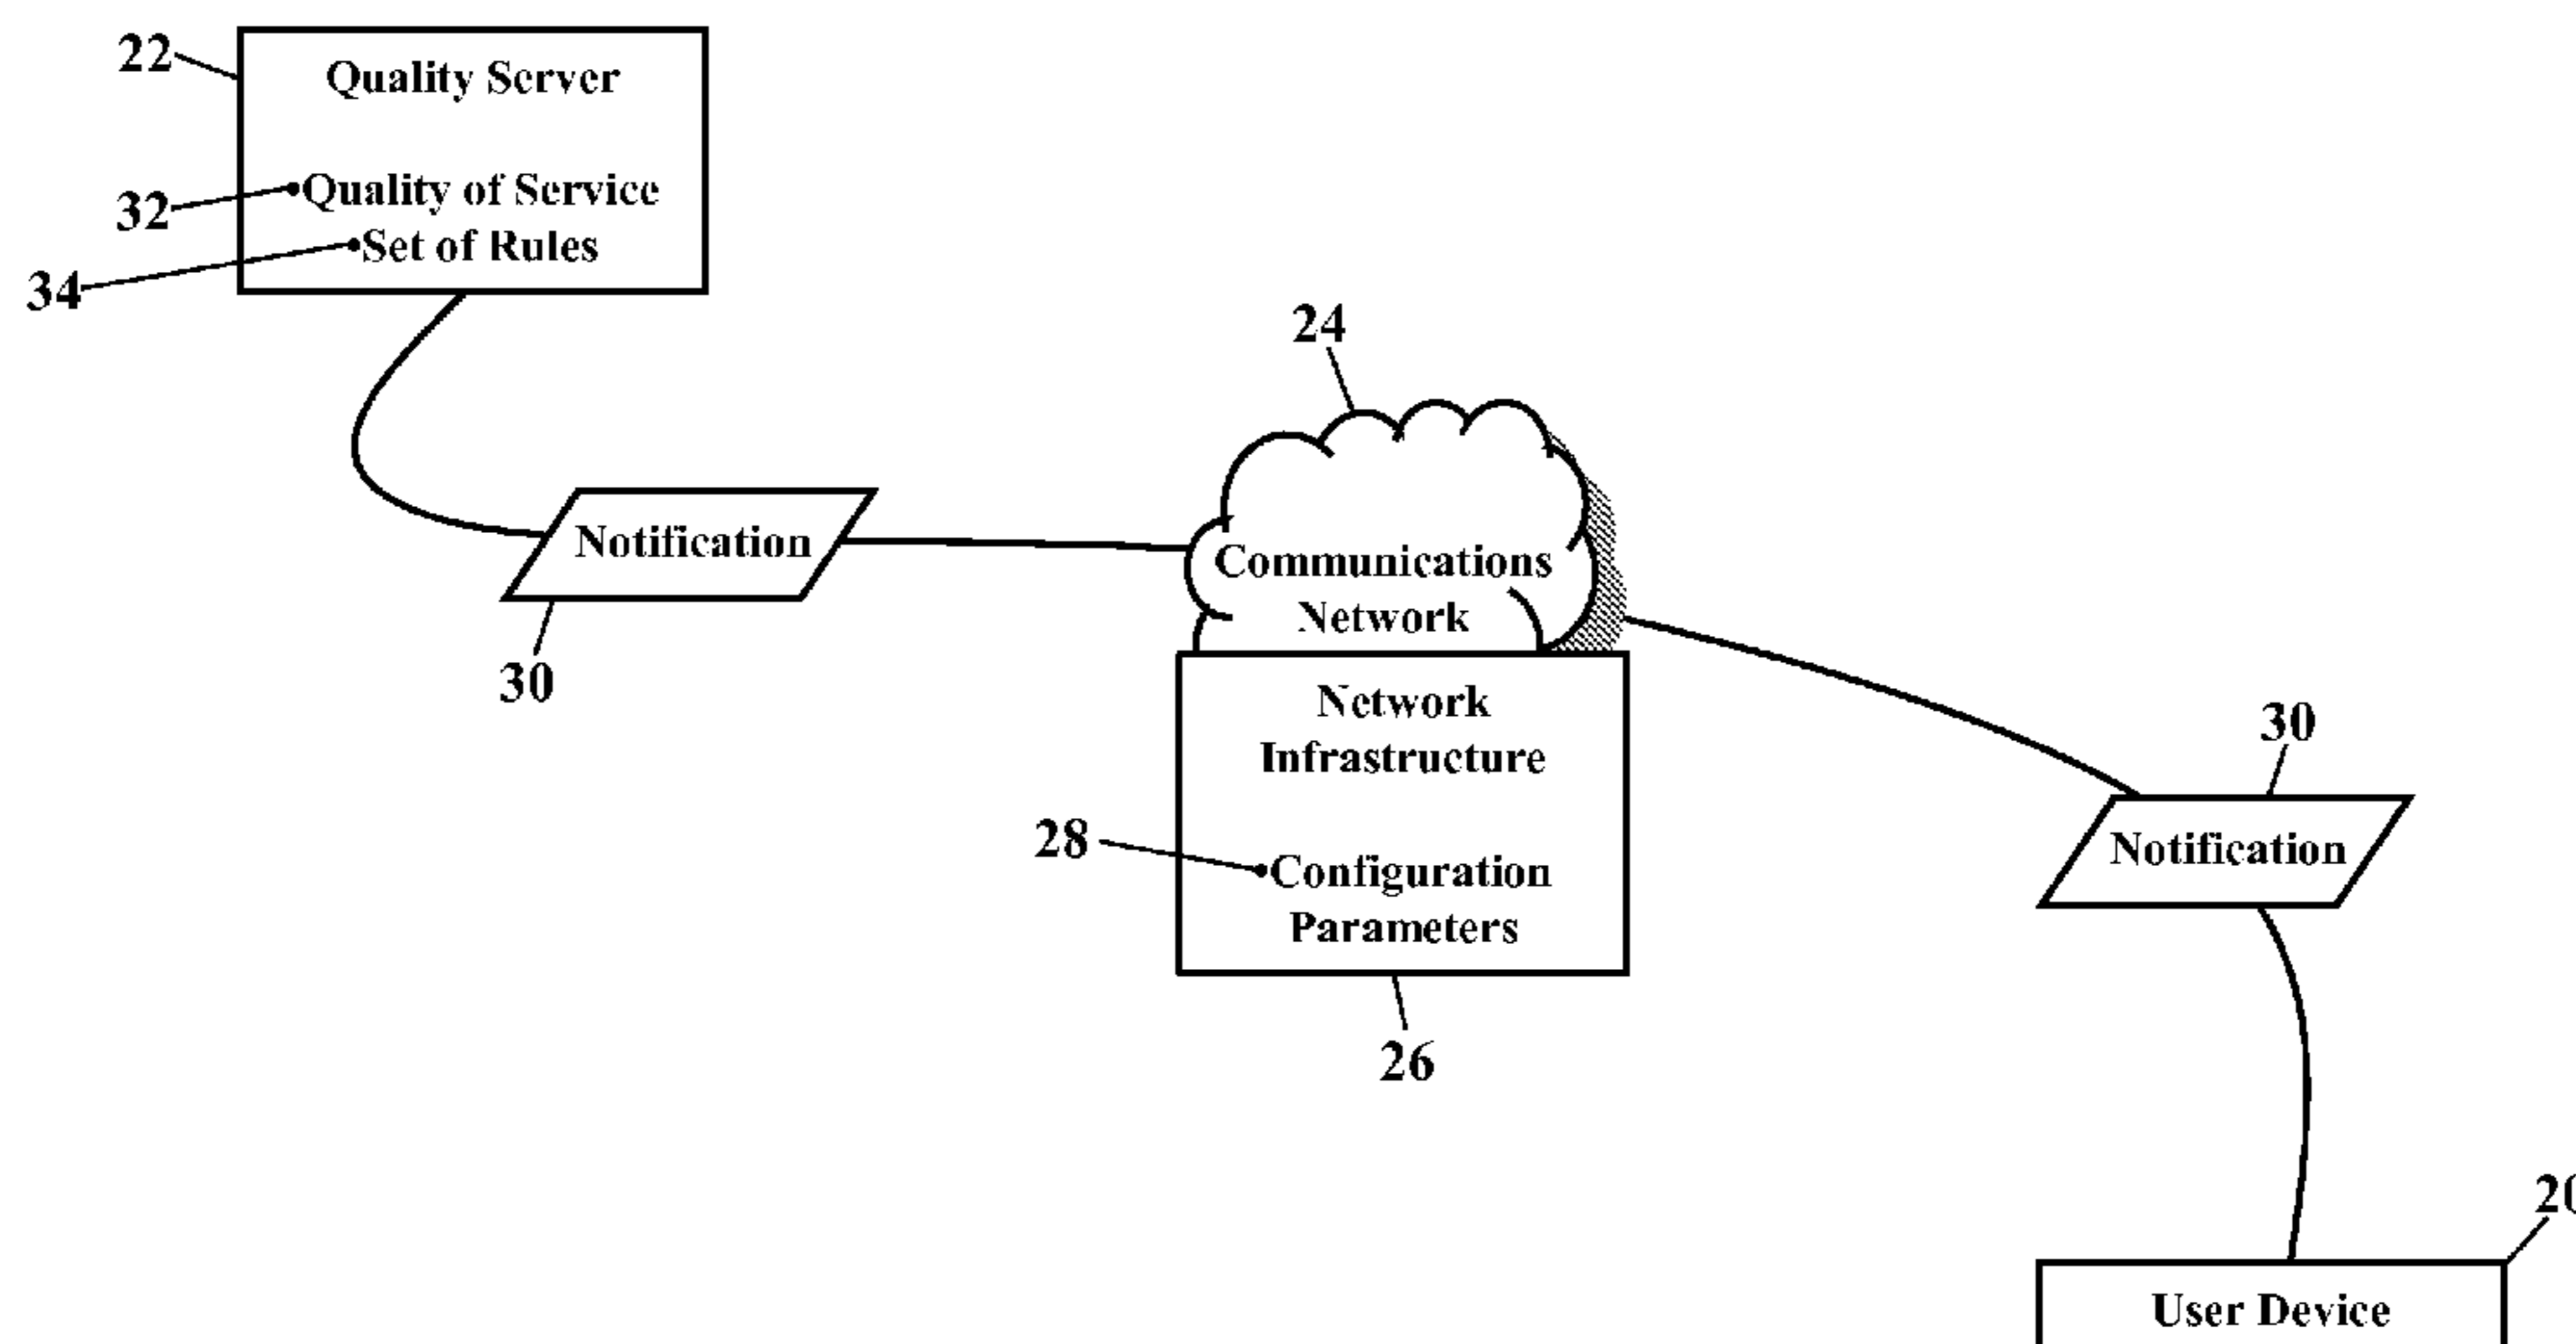 22
Quality Server
32
•Quality of Service
34
•Set of Rules
24
Notification
30
Communications
Network
Network
Infrastructure
28
•Configuration
Parameters
26
30
Notification
20
User Device